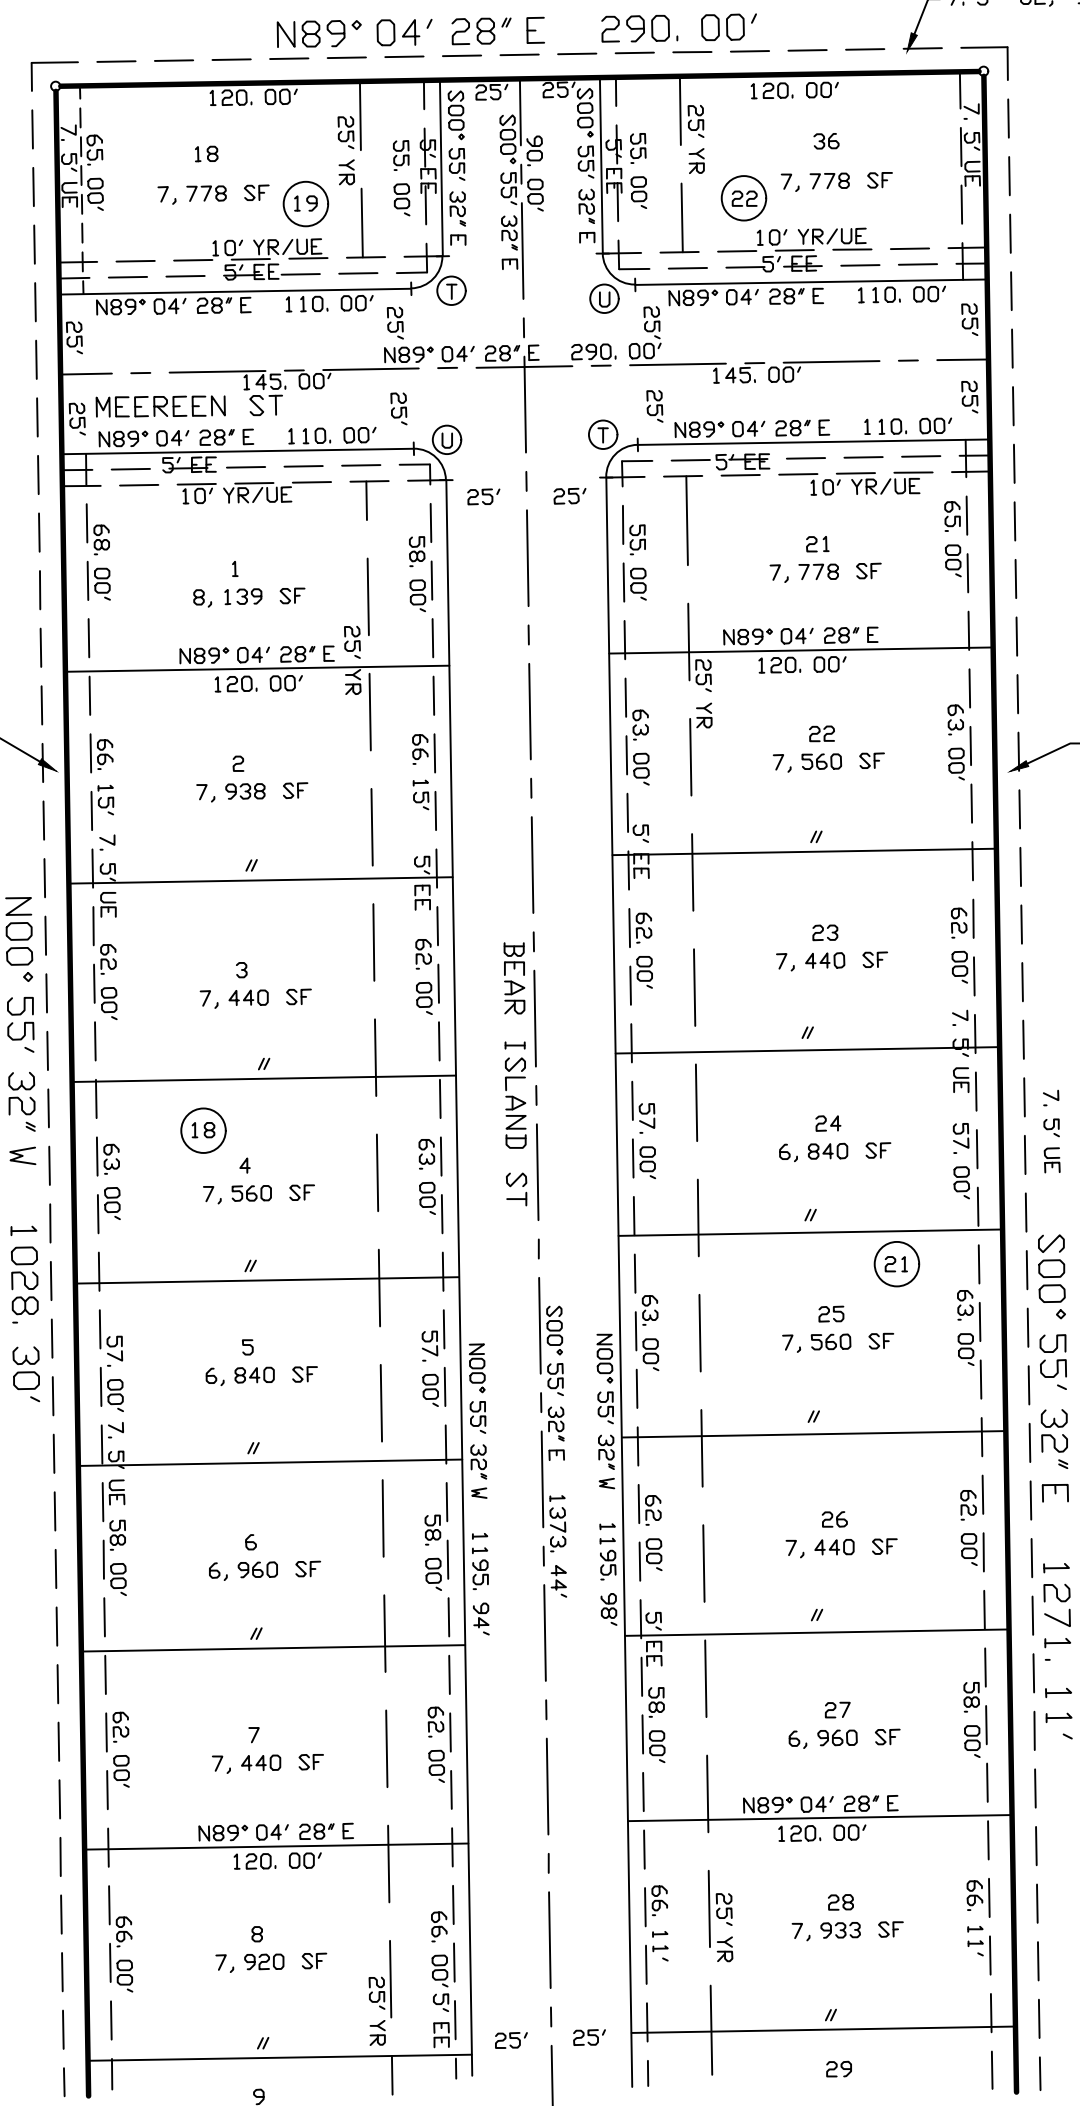 N89° 04' 28" E 290. 00'
120. 00'
25'
25'
120. 00'
7. 5' UE
65. 00'
18
7, 778 SF
19
25' YR
55. 00'
5' EE
S00° 55' 32" E
S00° 55' 32" E
90. 00'
S00° 55' 32" E
5' EE
55. 00'
25' YR
22
36
7, 778 SF
7. 5' UE
10' YR/UE
5' EE
N89° 04' 28" E 110. 00'
T
10' YR/UE
5' EE
U
N89° 04' 28" E 110. 00'
25'
25'
25'
25'
N89° 04' 28" E 290. 00'
145. 00'
145. 00'
25'
MEEREEN ST
25'
25'
25'
N89° 04' 28" E 110. 00'
U
T
N89° 04' 28" E 110. 00'
5' EE
10' YR/UE
25'
25'
5' EE
10' YR/UE
68. 00'
1
8, 139 SF
58. 00'
25' YR
N89° 04' 28" E
120. 00'
55. 00'
21
7, 778 SF
65. 00'
N89° 04' 28" E
120. 00'
25' YR
66. 15'
2
7, 938 SF
66. 15'
"
63. 00'
22
7, 560 SF
63. 00'
"
7. 5' UE
5' EE
5' EE
62. 00'
3
7, 440 SF
62. 00'
"
62. 00'
23
7, 440 SF
62. 00'
"
7. 5' UE
N00° 55' 32" W 1028. 30'
BEAR ISLAND ST
7. 5' UE
S00° 55' 32" E 1271. 11'
63. 00'
18
4
7, 560 SF
63. 00'
"
57. 00'
24
6, 840 SF
57. 00'
"
21
57. 00'
5
6, 840 SF
57. 00'
"
7. 5' UE
63. 00'
25
7, 560 SF
63. 00'
"
N00° 55' 32" W 1195. 94'
S00° 55' 32" E 1373. 44'
N00° 55' 32" W 1195. 98'
58. 00'
6
6, 960 SF
58. 00'
"
62. 00'
26
7, 440 SF
62. 00'
"
5' EE
62. 00'
7
7, 440 SF
62. 00'
N89° 04' 28" E
120. 00'
58. 00'
27
6, 960 SF
58. 00'
N89° 04' 28" E
120. 00'
66. 00'
8
7, 920 SF
66. 00'
5' EE
25' YR
"
25'
25'
66. 11'
25' YR
28
7, 933 SF
66. 11'
"
9
29